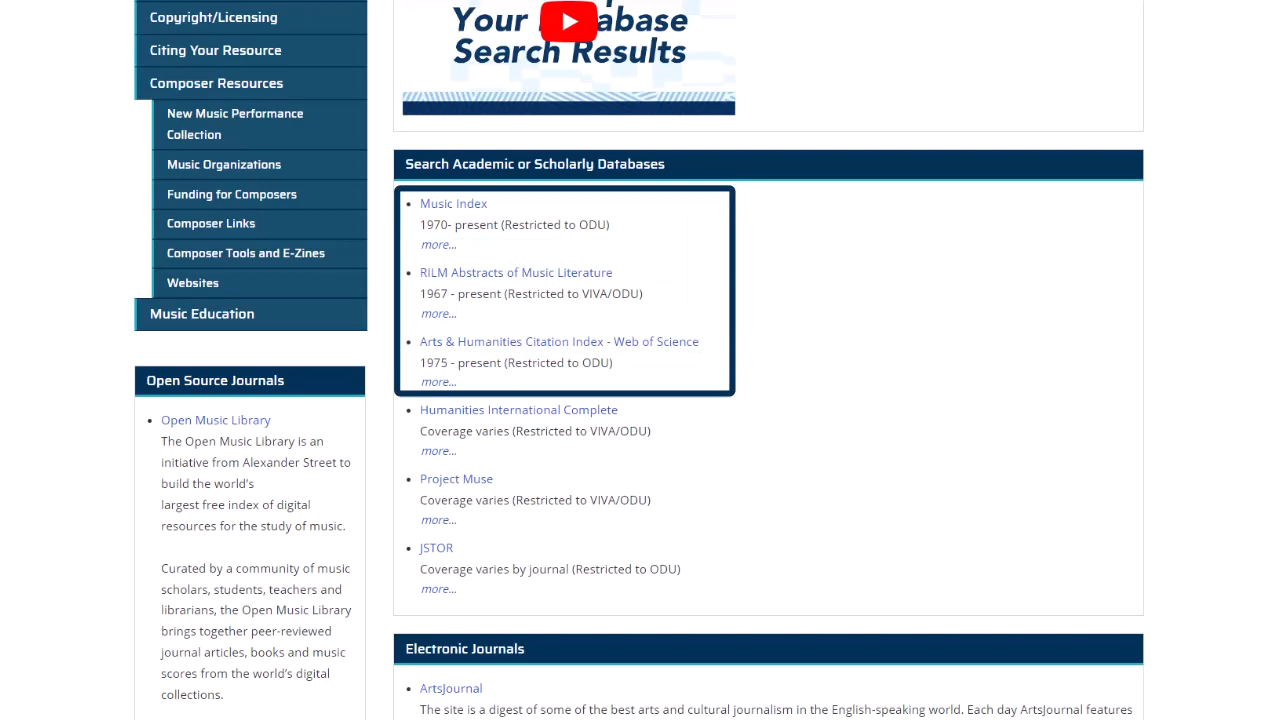 Copyright/Licensing
Citing Your Resource
Composer Resources
New Music Performance
Collection
Music Organizations
Funding for Composers
Composer Links
Composer Tools and E-Zines
Websites
Music Education
Open Source Journals
Open Music Library
The Open Music Library is an
initiative from Alexander Street to
build the world's
largest free index of digital
resources for the study of music.
Curated by a community of music
scholars, students, teachers and
librarians, the Open Music Library
brings together peer-reviewed
journal articles, books and music
scores from the world's digital
collections.
Your
Search Results
Search Academic or Scholarly Databases
Music Index
1970- present (Restricted to ODU)
more...
RILM Abstracts of Music Literature
1967 - present (Restricted to VIVA/ODU)
more...
Arts & Humanities Citation Index - Web of Science
1975 - present (Restricted to ODU)
more...
Humanities International Complete
Coverage varies (Restricted to VIVA/ODU)
more...
Project Muse
Coverage varies (Restricted to VIVA/ODU)
more...
JSTOR
Coverage varies by journal (Restricted to ODU)
more...
Electronic Journals
ArtsJournal
The site is a digest of some of the best arts and cultural journalism in the English-speaking world. Each day ArtsJournal features